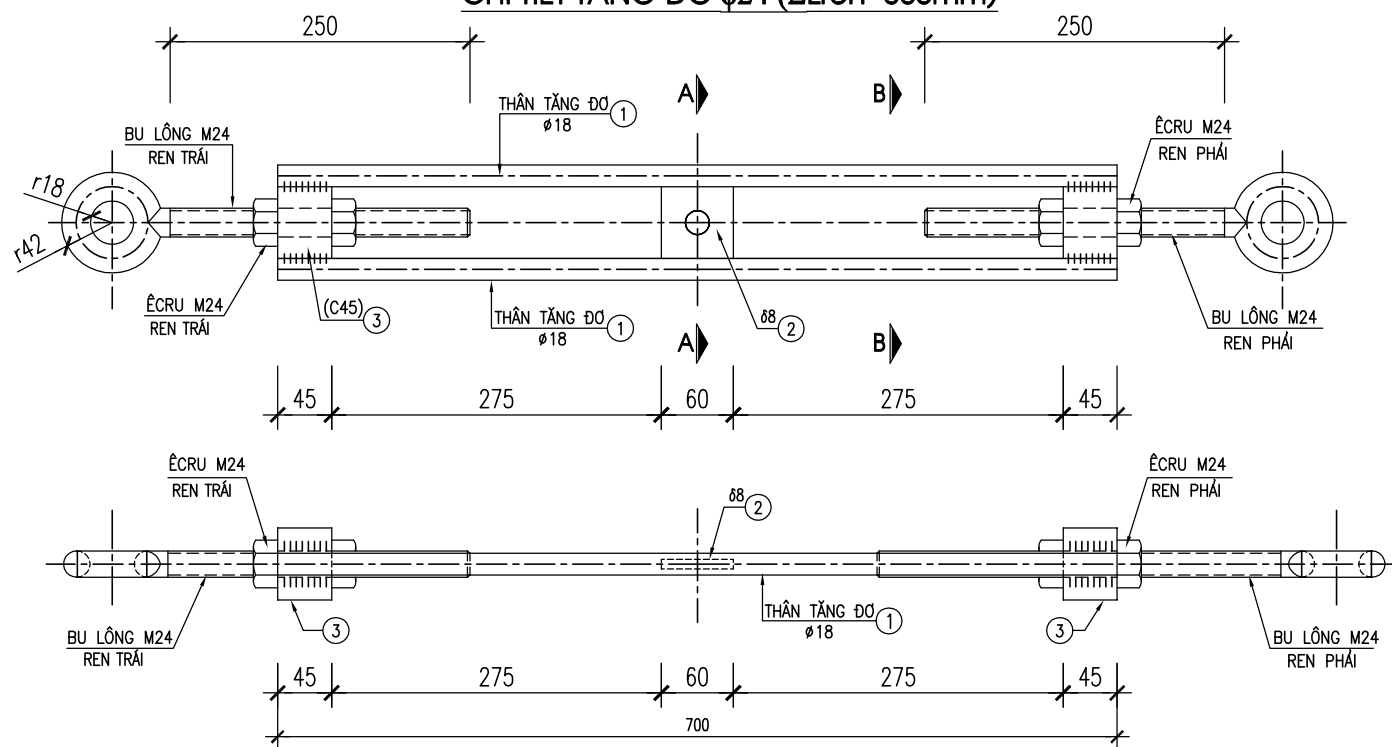 250
250
A
B
THÂN TĂNG ĐƠ 1
ø18
BU LÔNG M24
REN TRÁI
ÊCRU M24
REN PHẢI
r18
r42
ÊCRU M24
REN TRÁI
(C45)
3
THÂN TĂNG ĐƠ 1
ø18
δ8
2
A
B
BU LÔNG M24
REN PHẢI
45
275
60
275
45
ÊCRU M24
REN TRÁI
δ8
2
ÊCRU M24
REN PHẢI
BU LÔNG M24
REN TRÁI
3
THÂN TĂNG ĐƠ 1
ø18
3
BU LÔNG M24
REN PHẢI
45
275
60
275
45
700